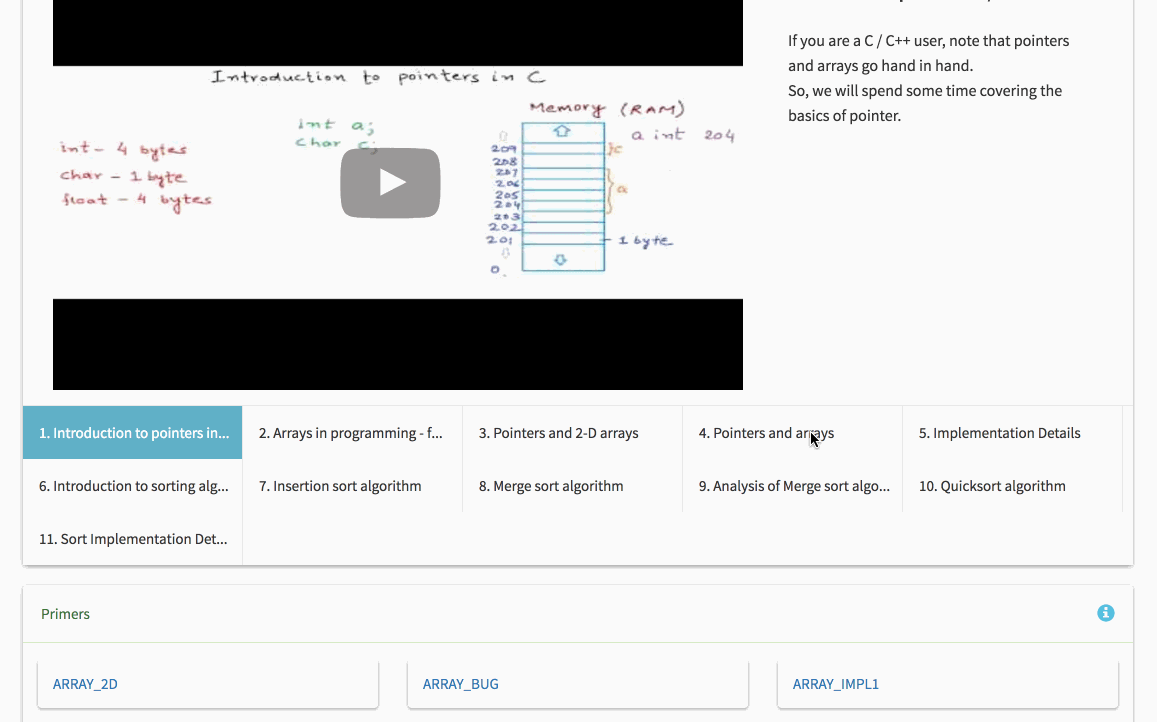 If you are a C / C++ user, note that pointers
and arrays go hand in hand.
So, we will spend some time covering the
basics of pointer.
Introduction to pointers in C
Memory (RAM)
int a;
char c;
a int 204
int - 4 bytes
char - 1 byte
float - 4 bytes
209
208
207
206
205
204
203
202
201
0
c
a
1 byte
1. Introduction to pointers in...
2. Arrays in programming - f...
3. Pointers and 2-D arrays
4. Pointers and arrays
5. Implementation Details
6. Introduction to sorting alg...
7. Insertion sort algorithm
8. Merge sort algorithm
9. Analysis of Merge sort algo...
10. Quicksort algorithm
11. Sort Implementation Det...
Primers
ARRAY_2D
ARRAY_BUG
ARRAY_IMPL1